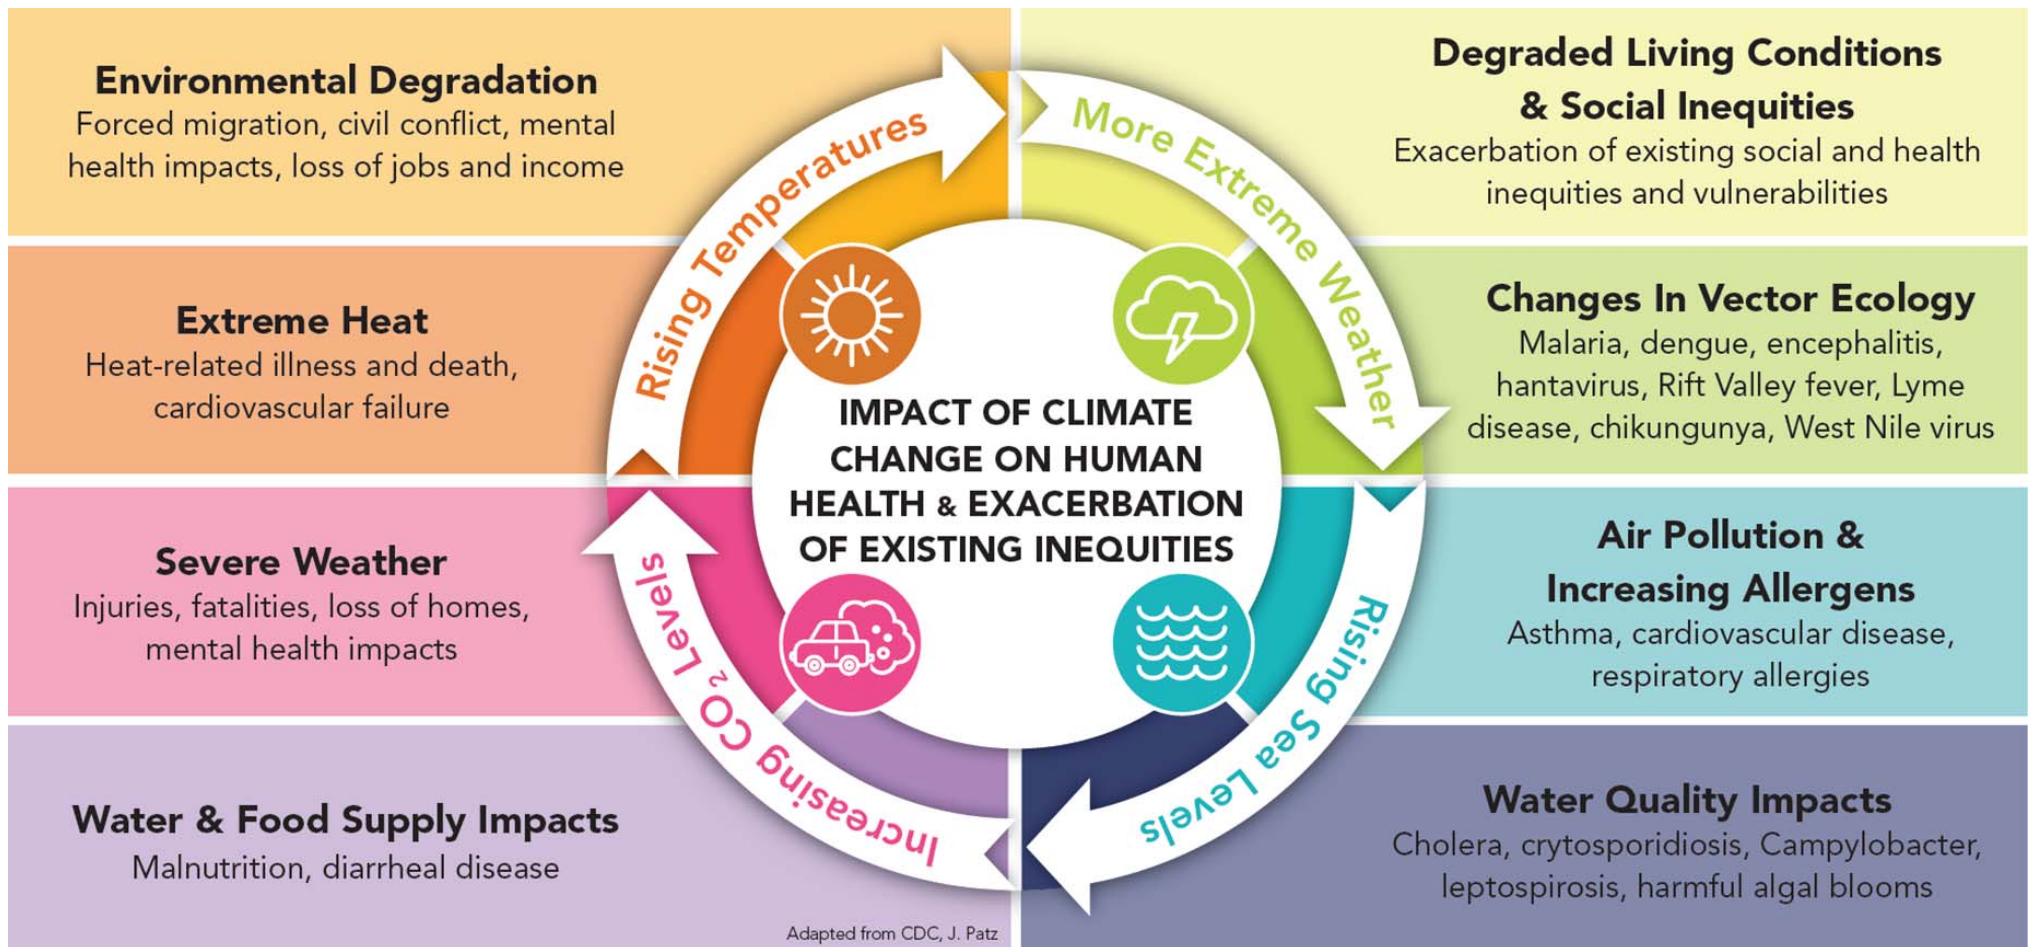 Environmental Degradation
Forced migration, civil conflict, mental
health impacts, loss of jobs and income
Extreme Heat
Heat-related illness and death,
cardiovascular failure
Severe Weather
Injuries, fatalities, loss of homes,
mental health impacts
Water & Food Supply Impacts
Malnutrition, diarrheal disease
Rising Temperatures
More Extreme Weather
Rising Sea Levels
Increasing CO₂ Levels
IMPACT OF CLIMATE
CHANGE ON HUMAN
HEALTH & EXACERBATION
OF EXISTING INEQUITIES
Degraded Living Conditions
& Social Inequities
Exacerbation of existing social and health
inequities and vulnerabilities
Changes In Vector Ecology
Malaria, dengue, encephalitis,
hantavirus, Rift Valley fever, Lyme
disease, chikungunya, West Nile virus
Air Pollution &
Increasing Allergens
Asthma, cardiovascular disease,
respiratory allergies
Water Quality Impacts
Cholera, crytosporidiosis, Campylobacter,
leptospirosis, harmful algal blooms
Adapted from CDC, J. Patz